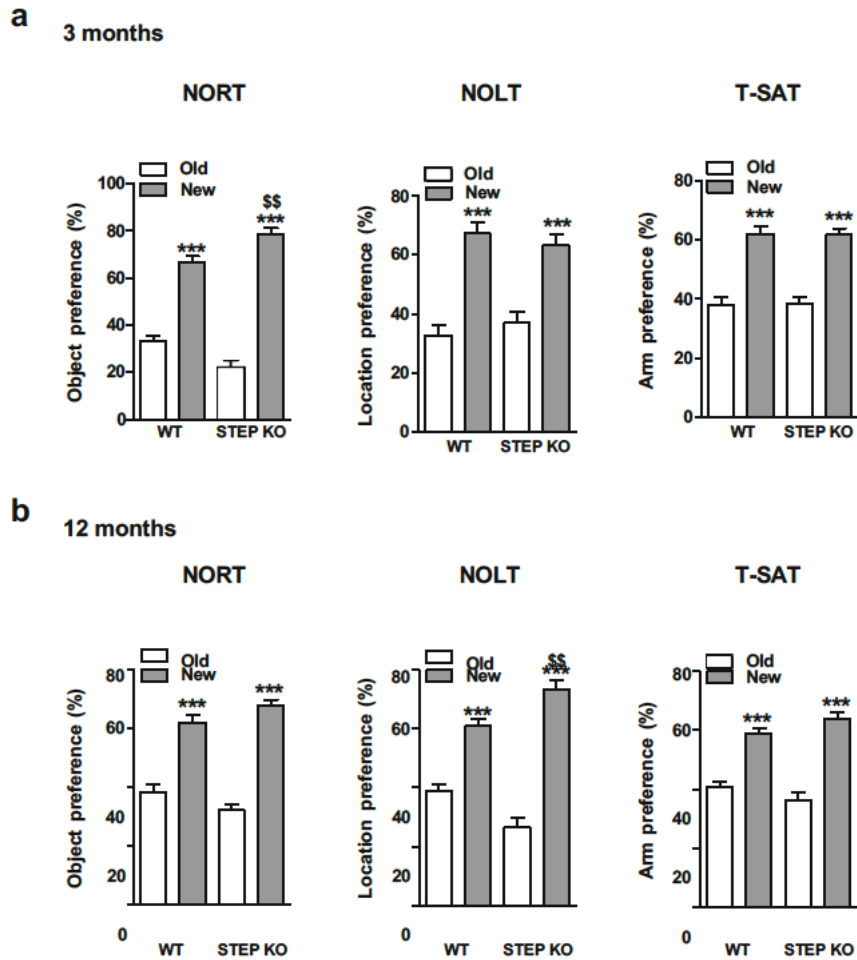 a
3 months
NORT
NOLT
T-SAT
Old
New
Object preference (%)
100
80
60
40
20
0
***
$$
***
WT
STEP KO
Old
New
Location preference (%)
80
60
40
20
0
***
***
WT
STEP KO
Old
New
Arm preference (%)
80
60
40
20
0
***
***
WT
STEP KO
b
12 months
NORT
NOLT
T-SAT
Old
New
Object preference (%)
80
60
40
20
0
***
***
WT
STEP KO
Old
New
Location preference (%)
80
60
40
20
0
***
$$
***
WT
STEP KO
Old
New
Arm preference (%)
80
60
40
20
0
***
***
WT
STEP KO